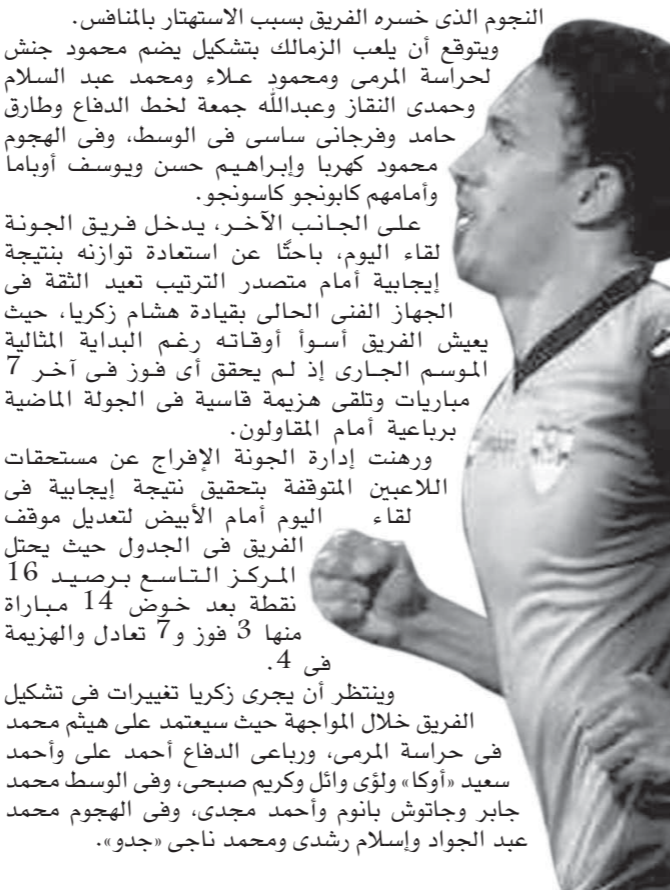 النجوم الذى خسره الفريق بسبب الاستهتار بالمنافس.
ويتوقع أن يلعب الزمالك بتشكيل يضم محمود جنش
لحراسة المرمى ومحمود علاء ومحمد عبد السلام
وحمدى النقاز وعبدالله جمعة لخط الدفاع وطارق
حامد وفرجانى ساسى فى الوسط، وفى الهجوم
محمود كهربا وإبراهيم حسن ويوسف أوباما
وأمامهم كابونجو كاسونجو.
على الجانب الآخر، يدخل فريق الجونة
لقاء اليوم، باحثًا عن استعادة توازنه بنتيجة
إيجابية أمام متصدر الترتيب تعيد الثقة فى
الجهاز الفنى الحالى بقيادة هشام زكريا، حيث
يعيش الفريق أسوأ أوقاته رغم البداية المثالية
الموسم الجارى إذ لم يحقق أى فوز فى آخر 7
مباريات وتلقى هزيمة قاسية فى الجولة الماضية
برباعية أمام المقاولون.
ورهنت إدارة الجونة الإفراج عن مستحقات
اللاعبين المتوقفة بتحقيق نتيجة إيجابية فى
لقاء اليوم أمام الأبيض لتعديل موقف
الفريق فى الجدول حيث يحتل
المركز التاسع برصيد 16
نقطة بعد خوض 14 مباراة
منها 3 فوز و7 تعادل والهزيمة
فى 4.
وينتظر أن يجرى زكريا تغييرات فى تشكيل
الفريق خلال المواجهة حيث سيعتمد على هيثم محمد
فى حراسة المرمى، ورباعى الدفاع أحمد على وأحمد
سعيد «أوكا» ولؤى وائل وكريم صبحى، وفى الوسط محمد
جابر وجاتوش بانوم وأحمد مجدى، وفى الهجوم محمد
عبد الجواد وإسلام رشدى ومحمد ناجى «جدو».